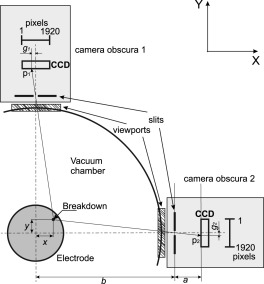 Y
X
pixels
1 1920
g₁
CCD
p₁
camera obscura 1
slits
viewports
Vacuum
chamber
camera obscura 2
CCD
1
g₂
p₂
1920
pixels
Breakdown
y
x
Electrode
b
a